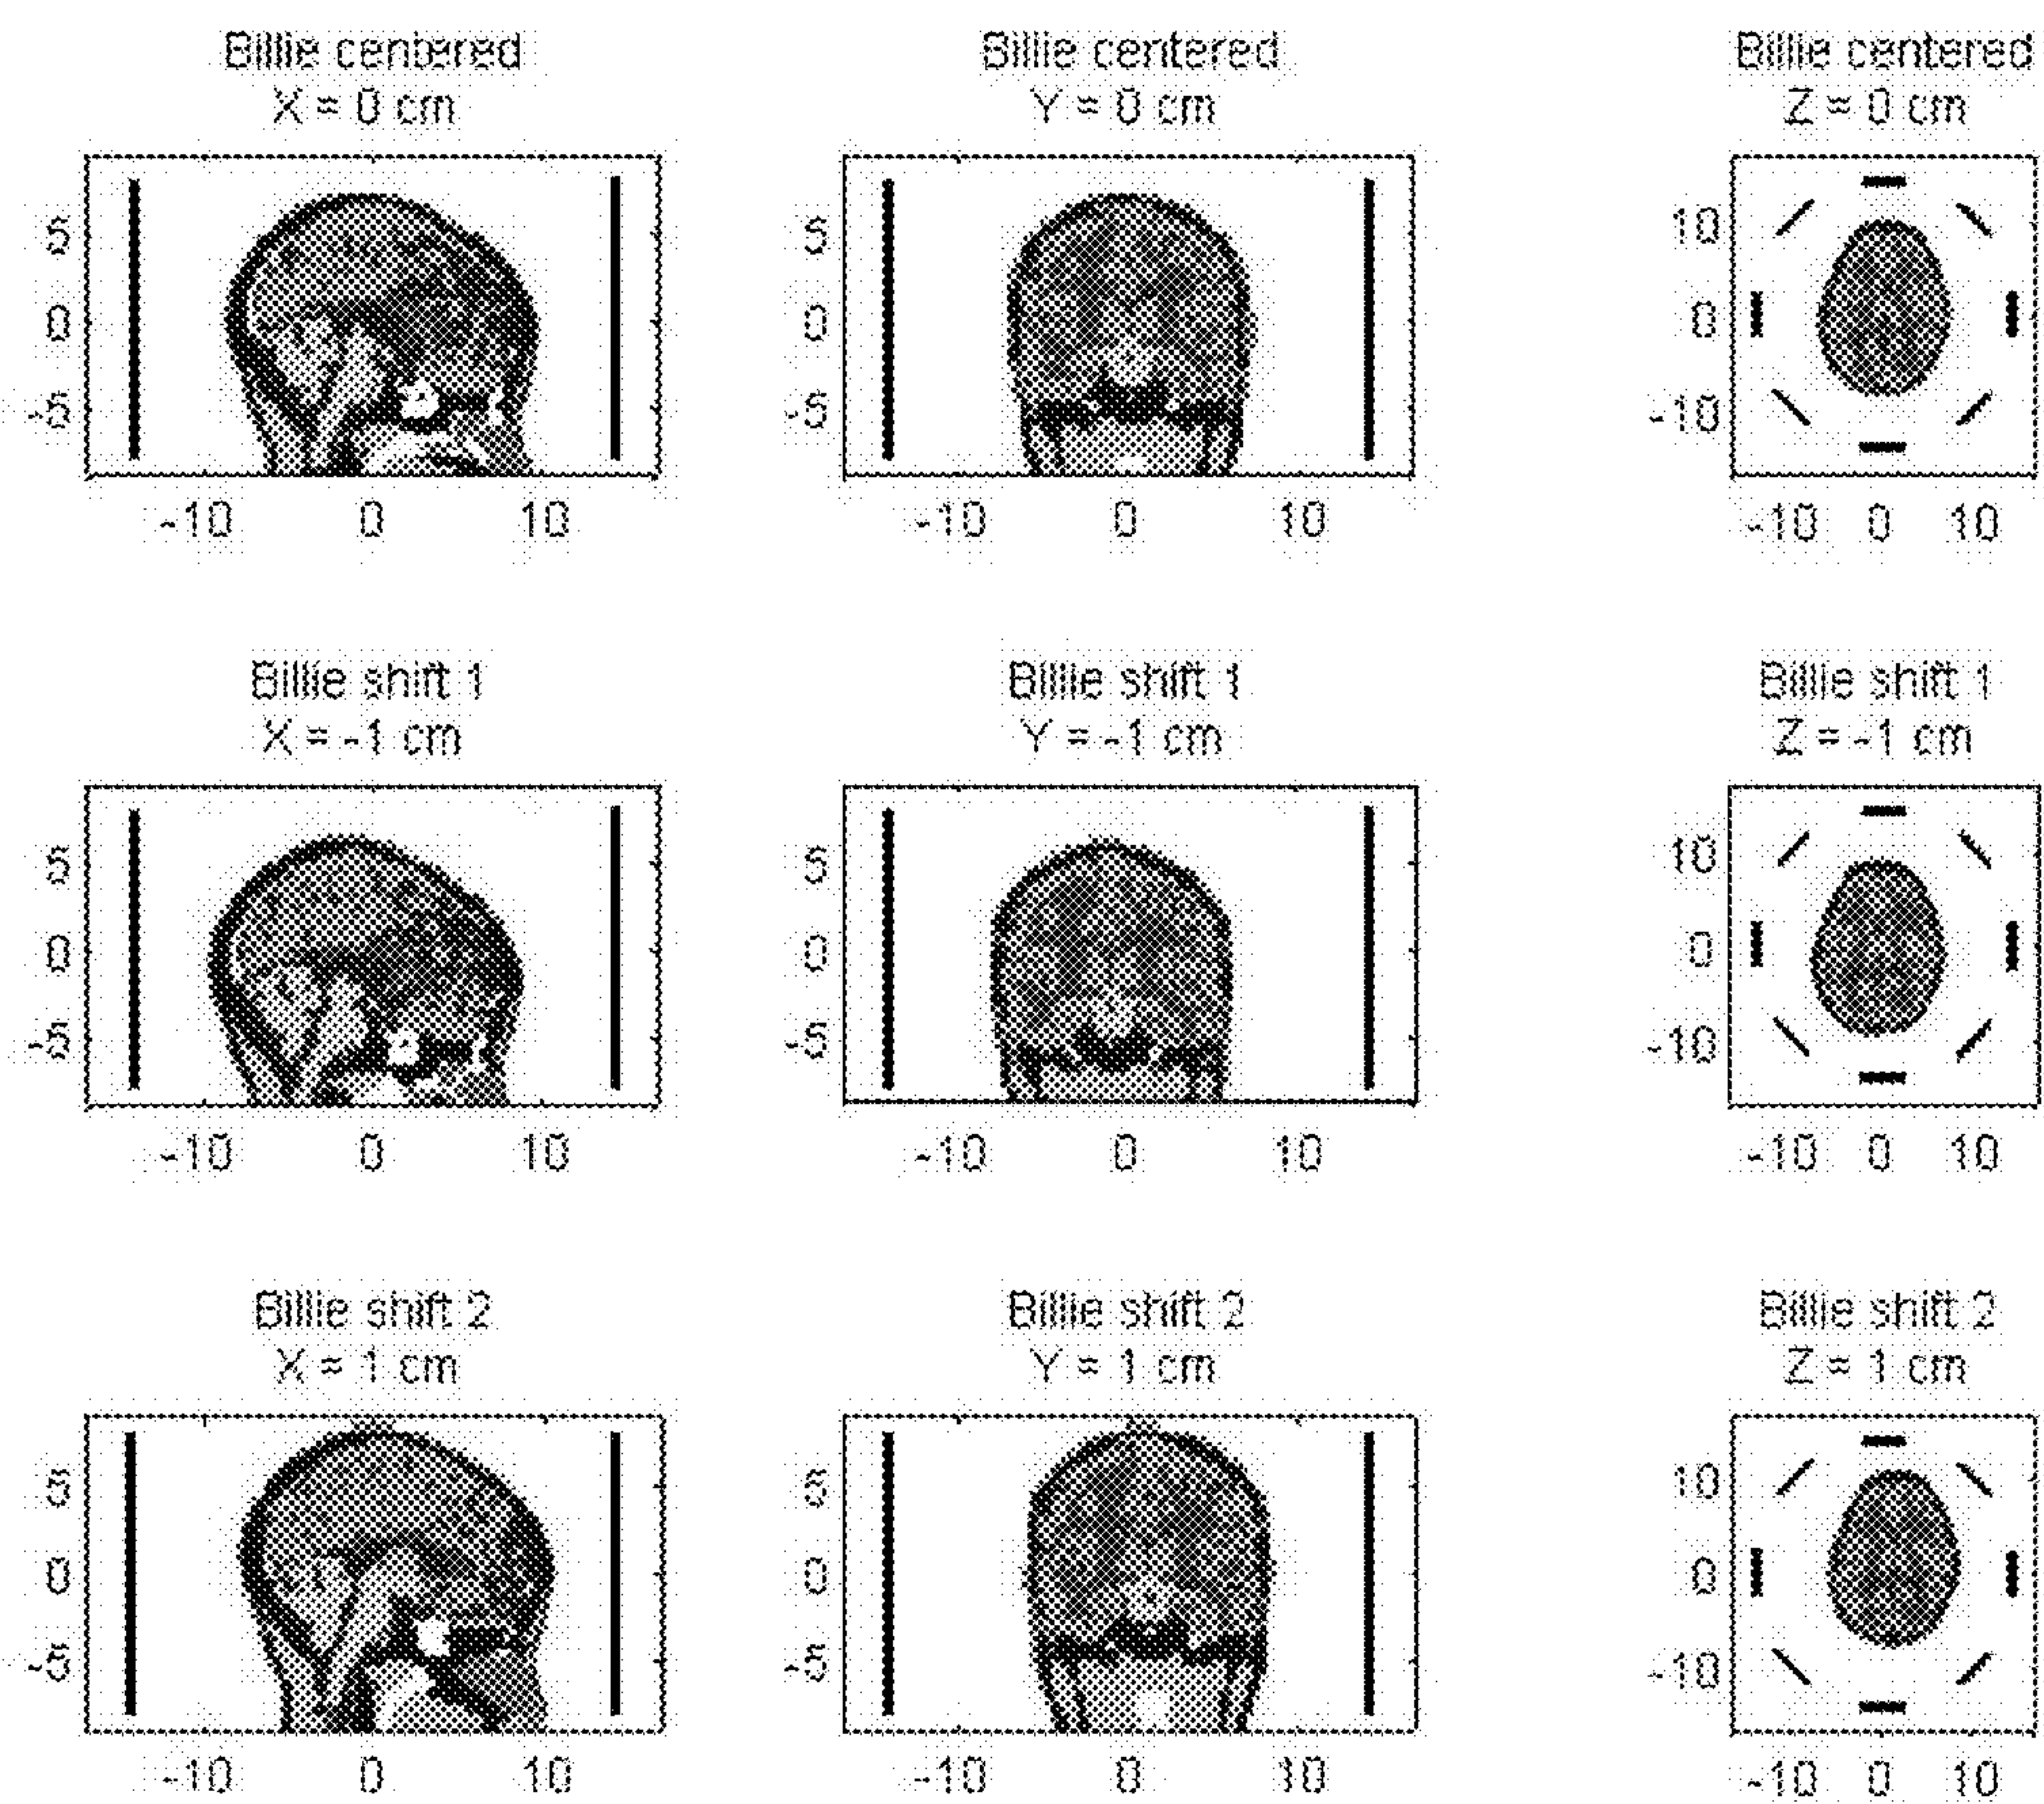 Billie centered
X = 0 cm
Billie centered
Y = 0 cm
Billie centered
Z = 0 cm
5
0
-5
-10 0 10
5
0
-5
-10 0 10
10
0
-10
-10 0 10
Billie shift 1
X = -1 cm
Billie shift 1
Y = -1 cm
Billie shift 1
Z = -1 cm
5
0
-5
-10 0 10
5
0
-5
-10 0 10
10
0
-10
-10 0 10
Billie shift 2
X = 1 cm
Billie shift 2
Y = 1 cm
Billie shift 2
Z = 1 cm
5
0
-5
-10 0 10
5
0
-5
-10 0 10
10
0
-10
-10 0 10